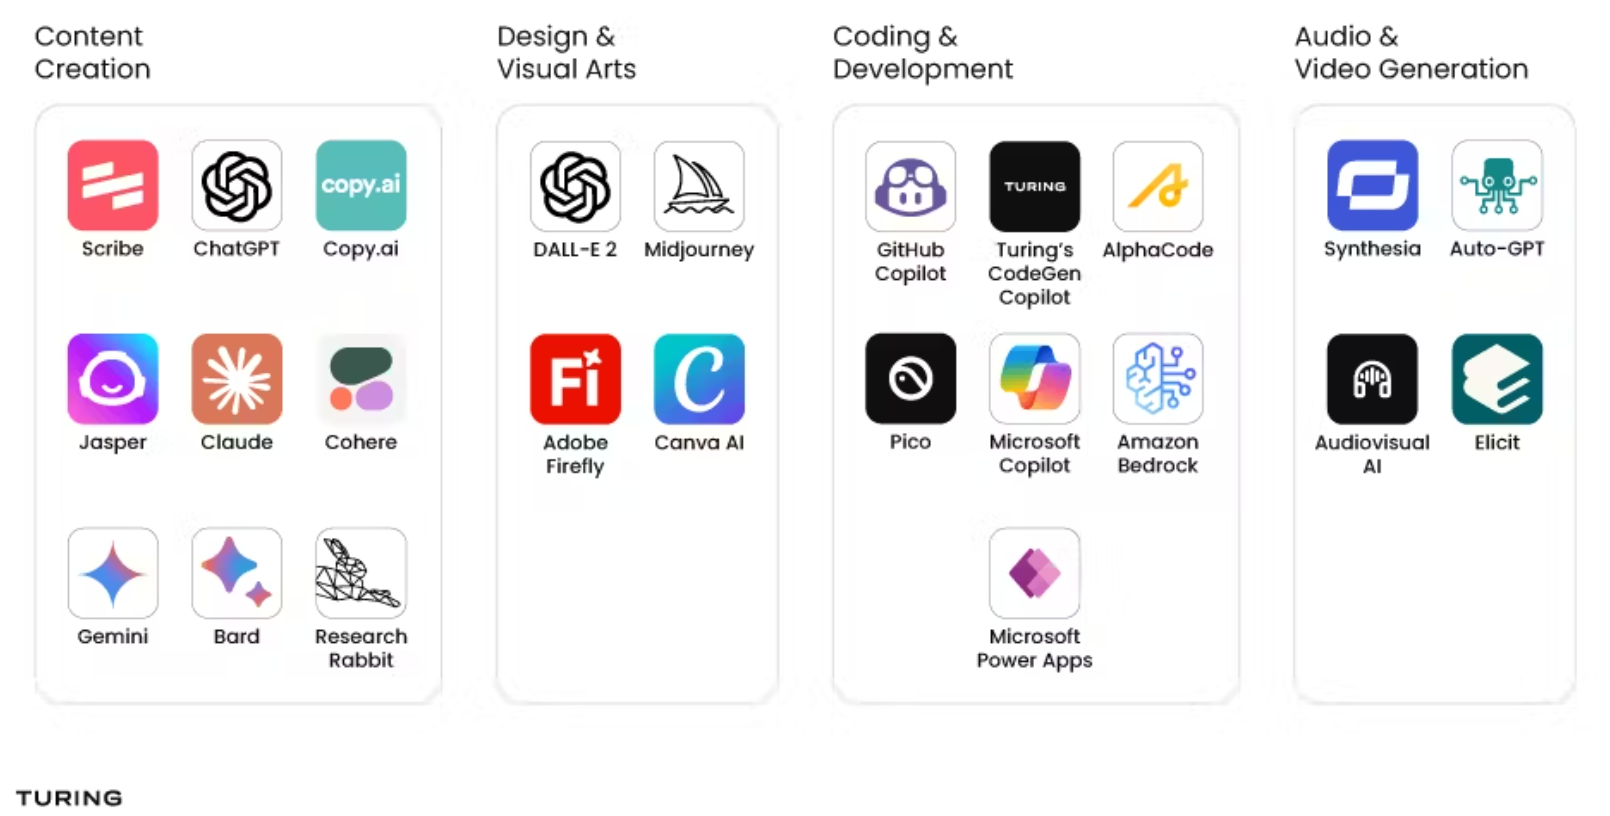 Content
Creation
Design &
Visual Arts
Coding &
Development
Audio &
Video Generation
copy.ai
Scribe
ChatGPT
Copy.ai
Jasper
Claude
Cohere
Gemini
Bard
Research
Rabbit
DALL-E 2
Midjourney
Fi
C
Adobe
Firefly
Canva AI
TURING
GitHub
Copilot
Turing's
CodeGen
Copilot
AlphaCode
Pico
Microsoft
Copilot
Amazon
Bedrock
Microsoft
Power Apps
Synthesia
Auto-GPT
Audiovisual
AI
Elicit
TURING